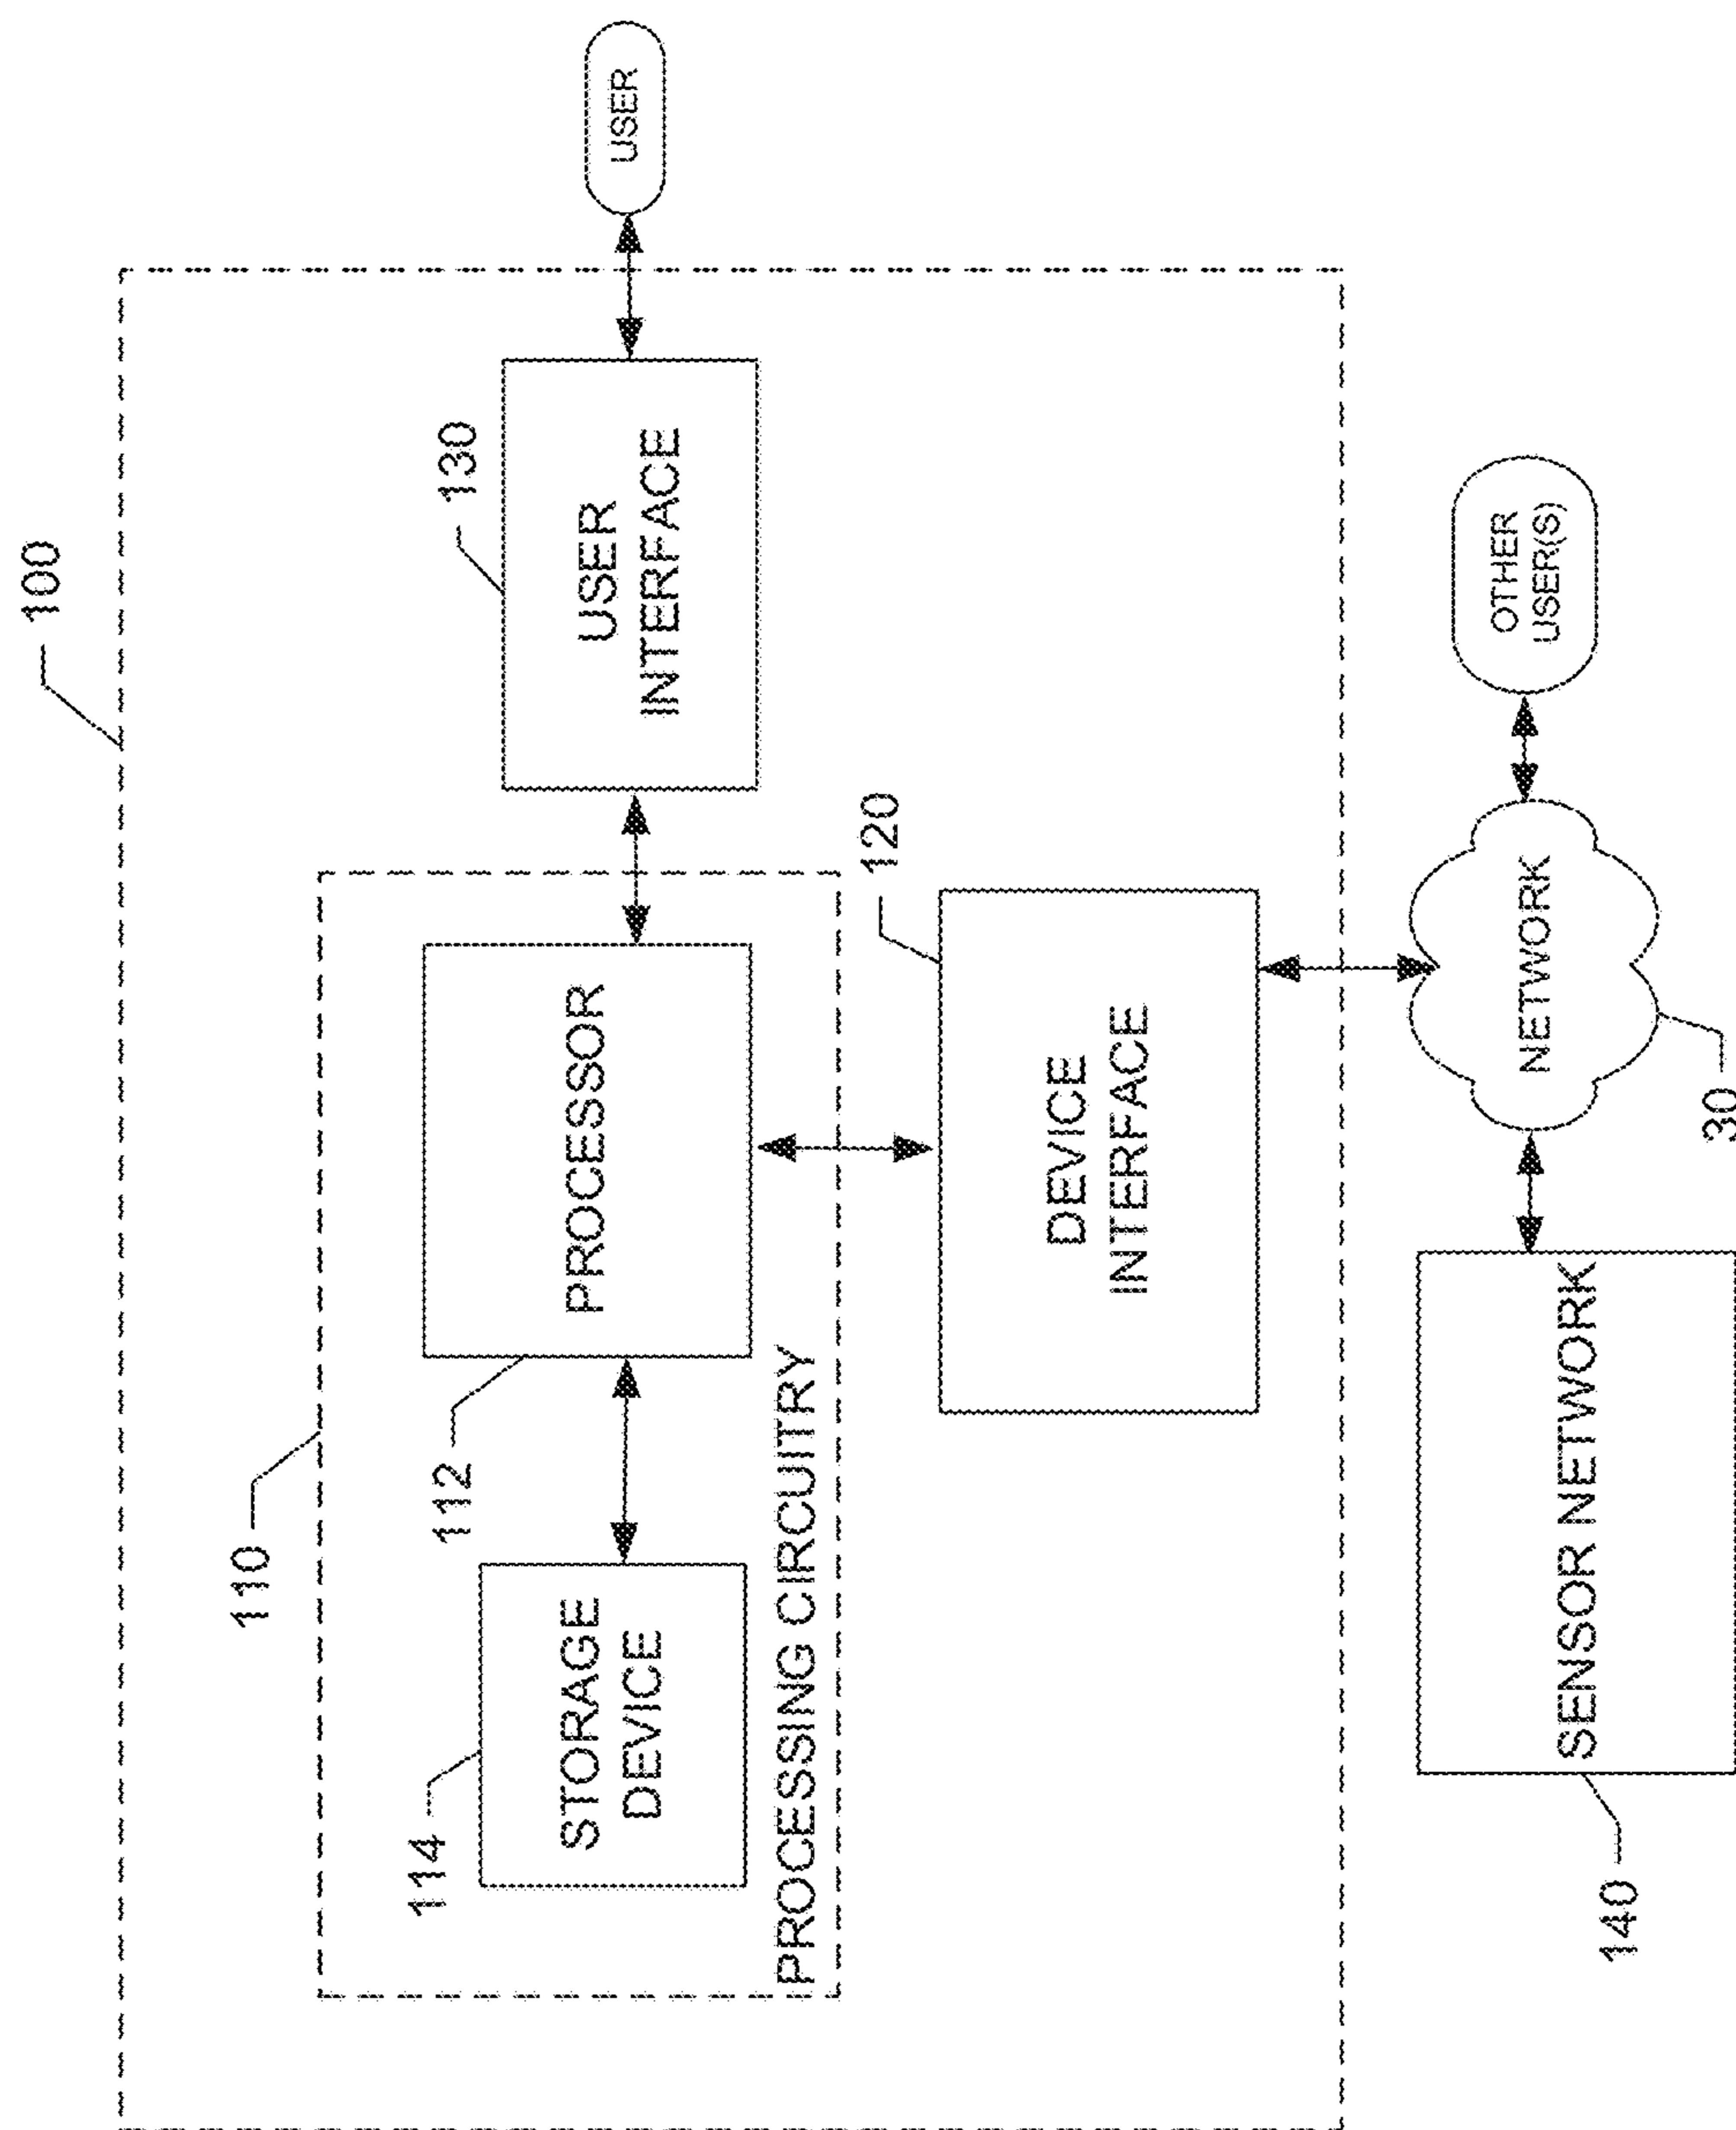 100
110
114
STORAGE
DEVICE
112
PROCESSOR
PROCESSING CIRCUITRY
130
USER
INTERFACE
USER
120
DEVICE
INTERFACE
140
SENSOR NETWORK
NETWORK
30
OTHER
USER(S)